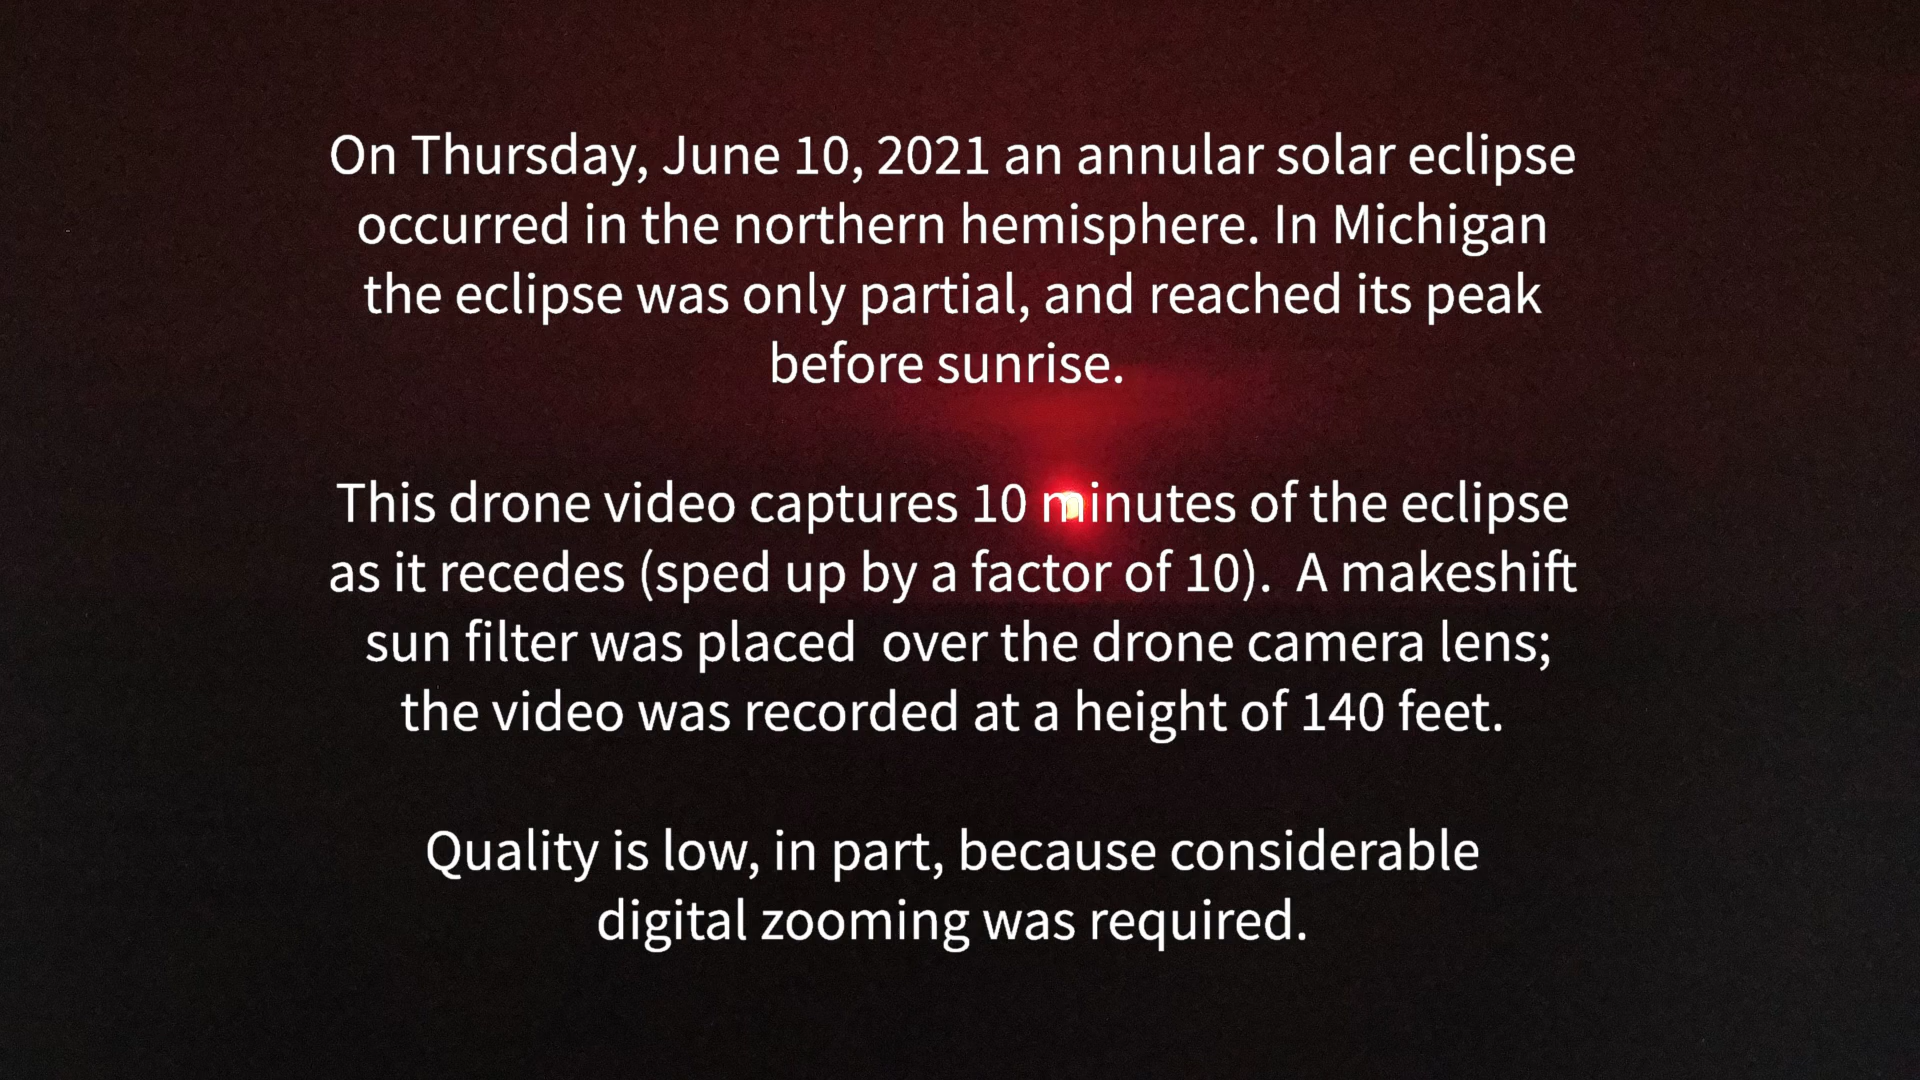 On Thursday, June 10, 2021 an annular solar eclipse
occurred in the northern hemisphere. In Michigan
the eclipse was only partial, and reached its peak
before sunrise.
This drone video captures 10 minutes of the eclipse
as it recedes (sped up by a factor of 10).  A makeshift
sun filter was placed  over the drone camera lens;
the video was recorded at a height of 140 feet.
Quality is low, in part, because considerable
digital zooming was required.